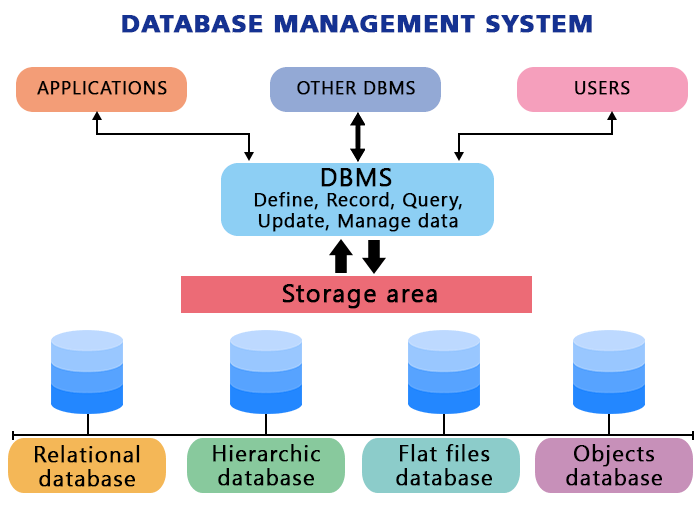 DATABASE MANAGEMENT SYSTEM
APPLICATIONS
OTHER DBMS
USERS
DBMS
Define, Record, Query,
Update, Manage data
Storage area
Relational
database
Hierarchic
database
Flat files
database
Objects
database